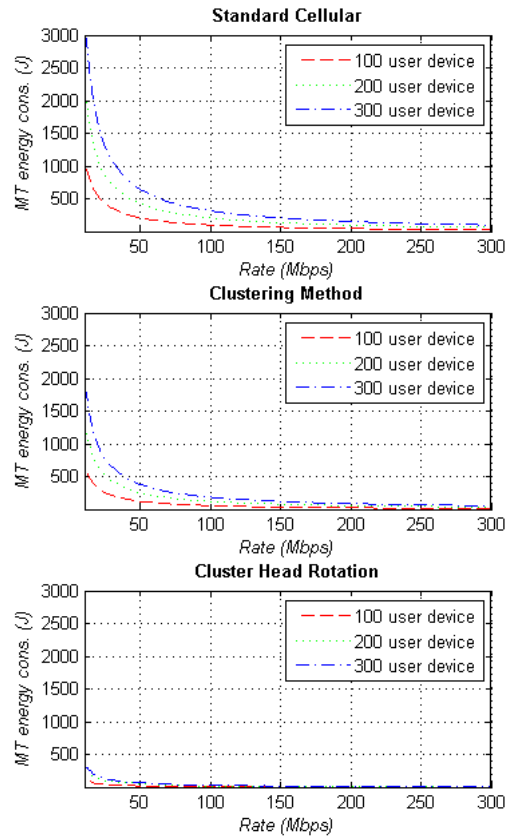 Standard Cellular
3000
2500
2000
1500
1000
500
MT energy cons. (J)
100 user device
200 user device
300 user device
50
100
150
200
250
300
Rate (Mbps)
Clustering Method
3000
2500
2000
1500
1000
500
MT energy cons. (J)
100 user device
200 user device
300 user device
50
100
150
200
250
300
Rate (Mbps)
Cluster Head Rotation
3000
2500
2000
1500
1000
500
MT energy cons. (J)
100 user device
200 user device
300 user device
50
100
150
200
250
300
Rate (Mbps)